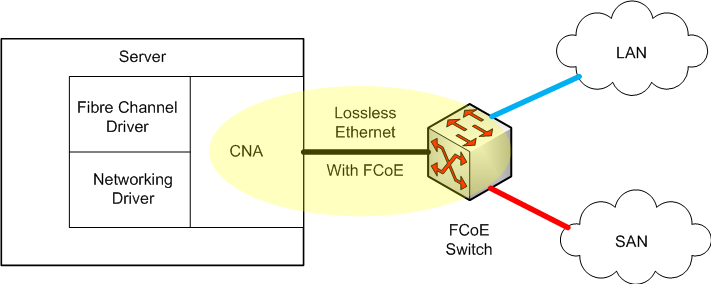 Server
Fibre Channel
Driver
Networking
Driver
CNA
Lossless
Ethernet
With FCoE
FCoE
Switch
LAN
SAN